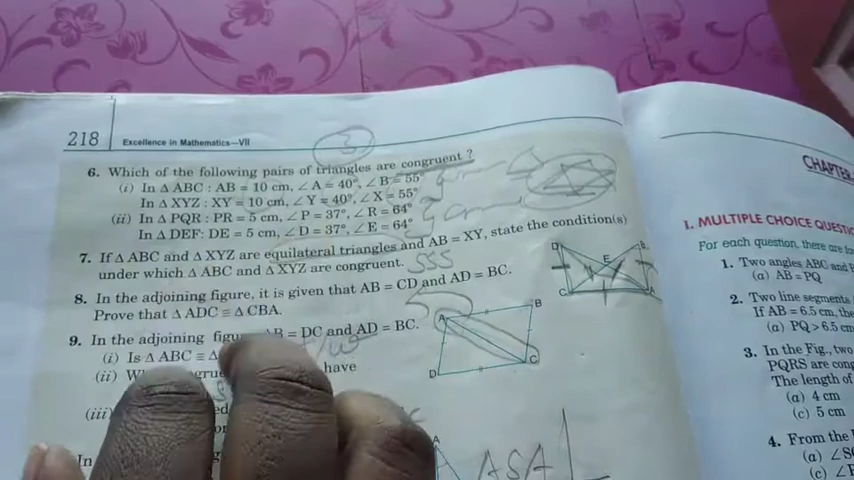 218
Excellence in Mathematics—VII
3
6. Which of the following pairs of triangles are congruent ?
(i) In Δ ABC : AB = 10 cm, ∠ A = 40°, ∠ B = 55°
In Δ XYZ : XY = 10 cm, ∠ Y = 40°, ∠ X = 55°
(ii) In Δ PQR : PR = 5 cm, ∠ P = 37°, ∠ R = 64°
In Δ DEF: DE = 5 cm, ∠ D = 37°, ∠ E = 64°
7. If Δ ABC and Δ XYZ are equilateral triangles and AB = XY, state the condition(s)
under which Δ ABC and Δ XYZ are congruent.
SSS
8. In the adjoining figure, it is given that AB = CD and AD = BC.
Prove that Δ ADC ≅ Δ CBA.
D
B
E
C
A
9. In the adjoining AB = DC and AD = BC.
(i) Is Δ ABC ≅ Δ
(ii)
have
(iii)
A
B
D
C
In
A
ASA
CHAPTER
1. MULTIPLE CHOICE
For each question, there are
1. Two angles ABC and
(a) AB = PQ
2. Two line segments
If AB = 6.5 cm, the
(a) PQ > 6.5 cm
3. In the Fig., two
PQRS are cong
The length of
(a) 4 cm
(c) 5 cm
4. From the
(a)
(c)